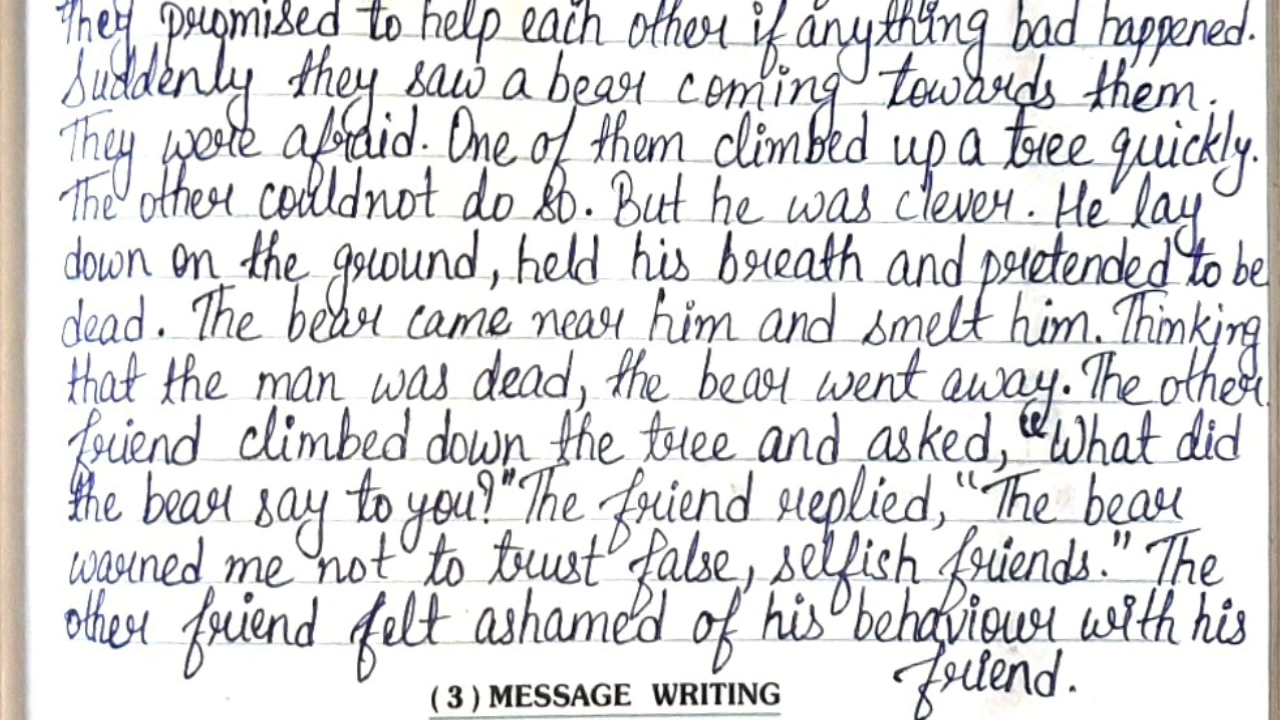 they promised to help each other if anything bad happened.
Suddenly they saw a bear coming towards them.
They were afraid. One of them climbed up a tree quickly.
The other couldnot do so. But he was clever. He lay
down on the ground, held his breath and pretended to be
dead. The bear came near him and smelt him. Thinking
that the man was dead, the bear went away. The other
friend climbed down the tree and asked, "What did
the bear say to you?" The friend replied, "The bear
warned me not to trust false, selfish friends." The
other friend felt ashamed of his behaviour with his
friend.
(3) MESSAGE WRITING